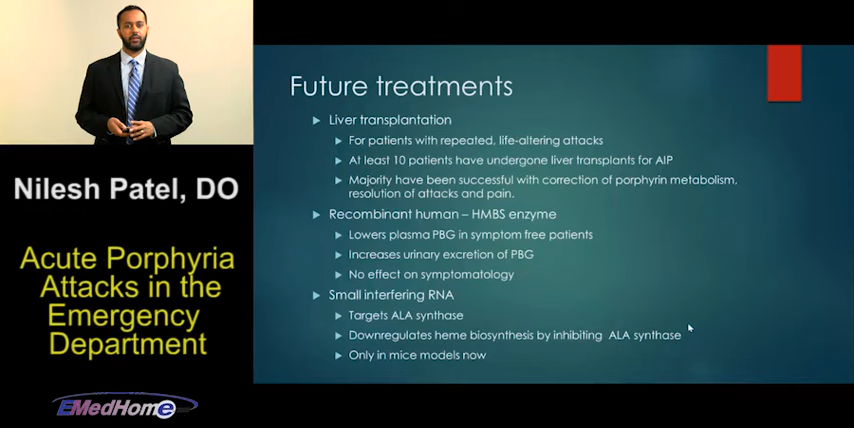 Nilesh Patel, DO
Acute Porphyria
Attacks in the
Emergency
Department
EMedHome
Future treatments
Liver transplantation
For patients with repeated, life-altering attacks
At least 10 patients have undergone liver transplants for AIP
Majority have been successful with correction of porphyrin metabolism,
resolution of attacks and pain.
Recombinant human – HMBS enzyme
Lowers plasma PBG in symptom free patients
Increases urinary excretion of PBG
No effect on symptomatology
Small interfering RNA
Targets ALA synthase
Downregulates heme biosynthesis by inhibiting ALA synthase
Only in mice models now